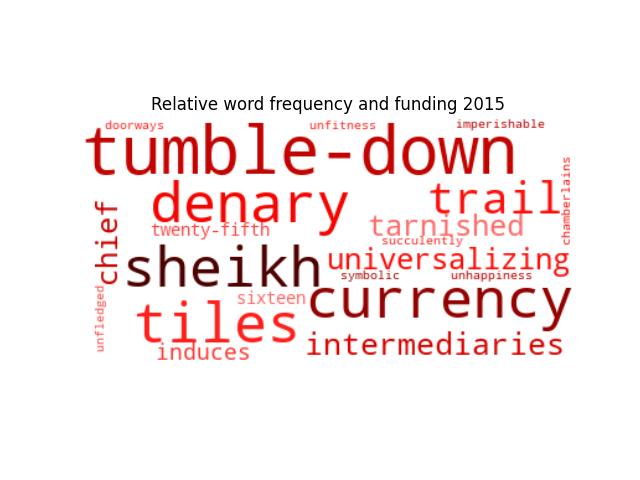 Relative word frequency and funding 2015
doorways unfitness imperishable
tumble-down
chamberlains
denary trail
chief
tarnished
twenty-fifth
succulently
sheikh universalizing
symbolic unhappiness
currency
unfledged
sixteen
tiles
intermediaries
induces